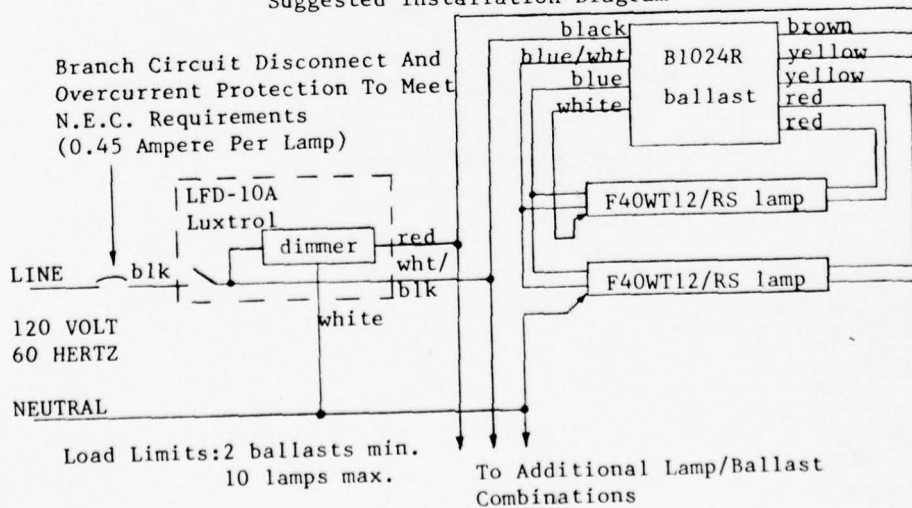 Suggested Installation Diagram
black
blue/wht
blue
white
B1024R
ballast
brown
yellow
yellow
red
red
Branch Circuit Disconnect And
Overcurrent Protection To Meet
N.E.C. Requirements
(0.45 Ampere Per Lamp)
LFD-10A
Luxtrol
dimmer
red
wht/
blk
F40WT12/RS lamp
F40WT12/RS lamp
LINE
blk
white
120 VOLT
60 HERTZ
NEUTRAL
Load Limits:2 ballasts min.
10 lamps max.
To Additional Lamp/Ballast
Combinations